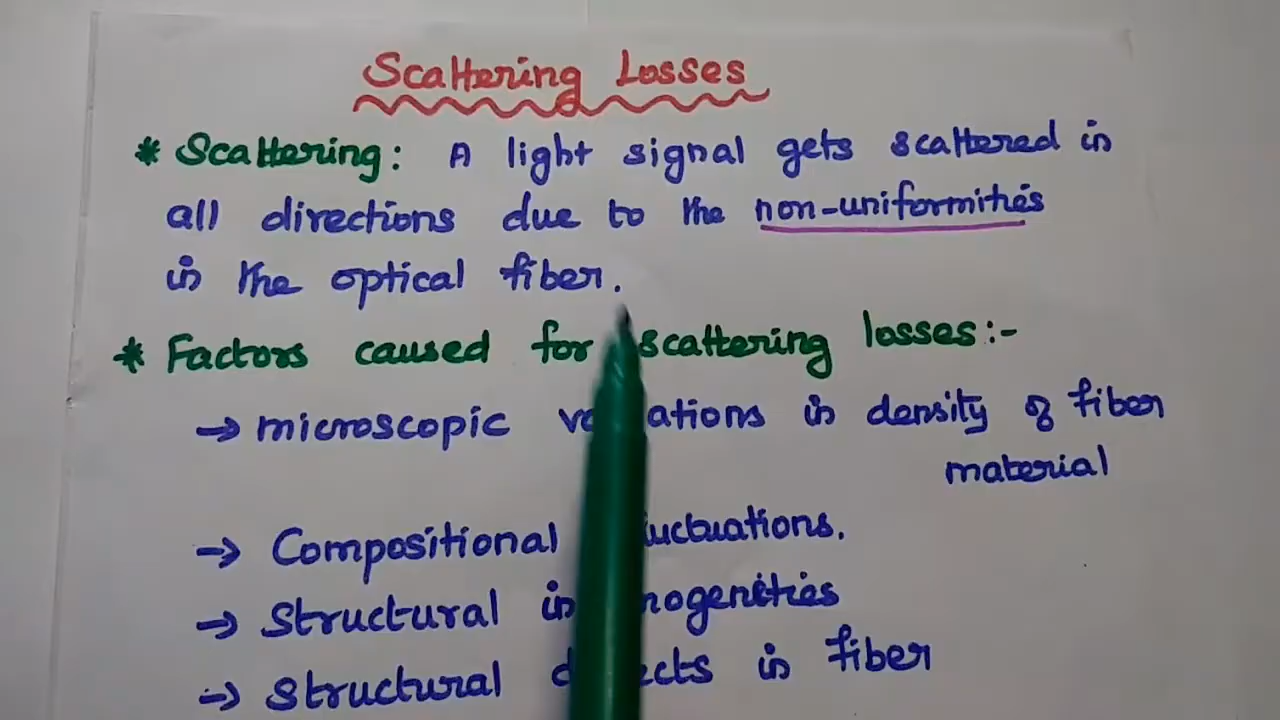 Scattering Losses
* Scattering: A light signal gets scattered in
all directions due to the non-uniformities
in the optical fiber.
* Factors caused for scattering losses:-
→ microscopic in density of fiber
material
→ Compositional
→ Structural
→ Structural in fiber